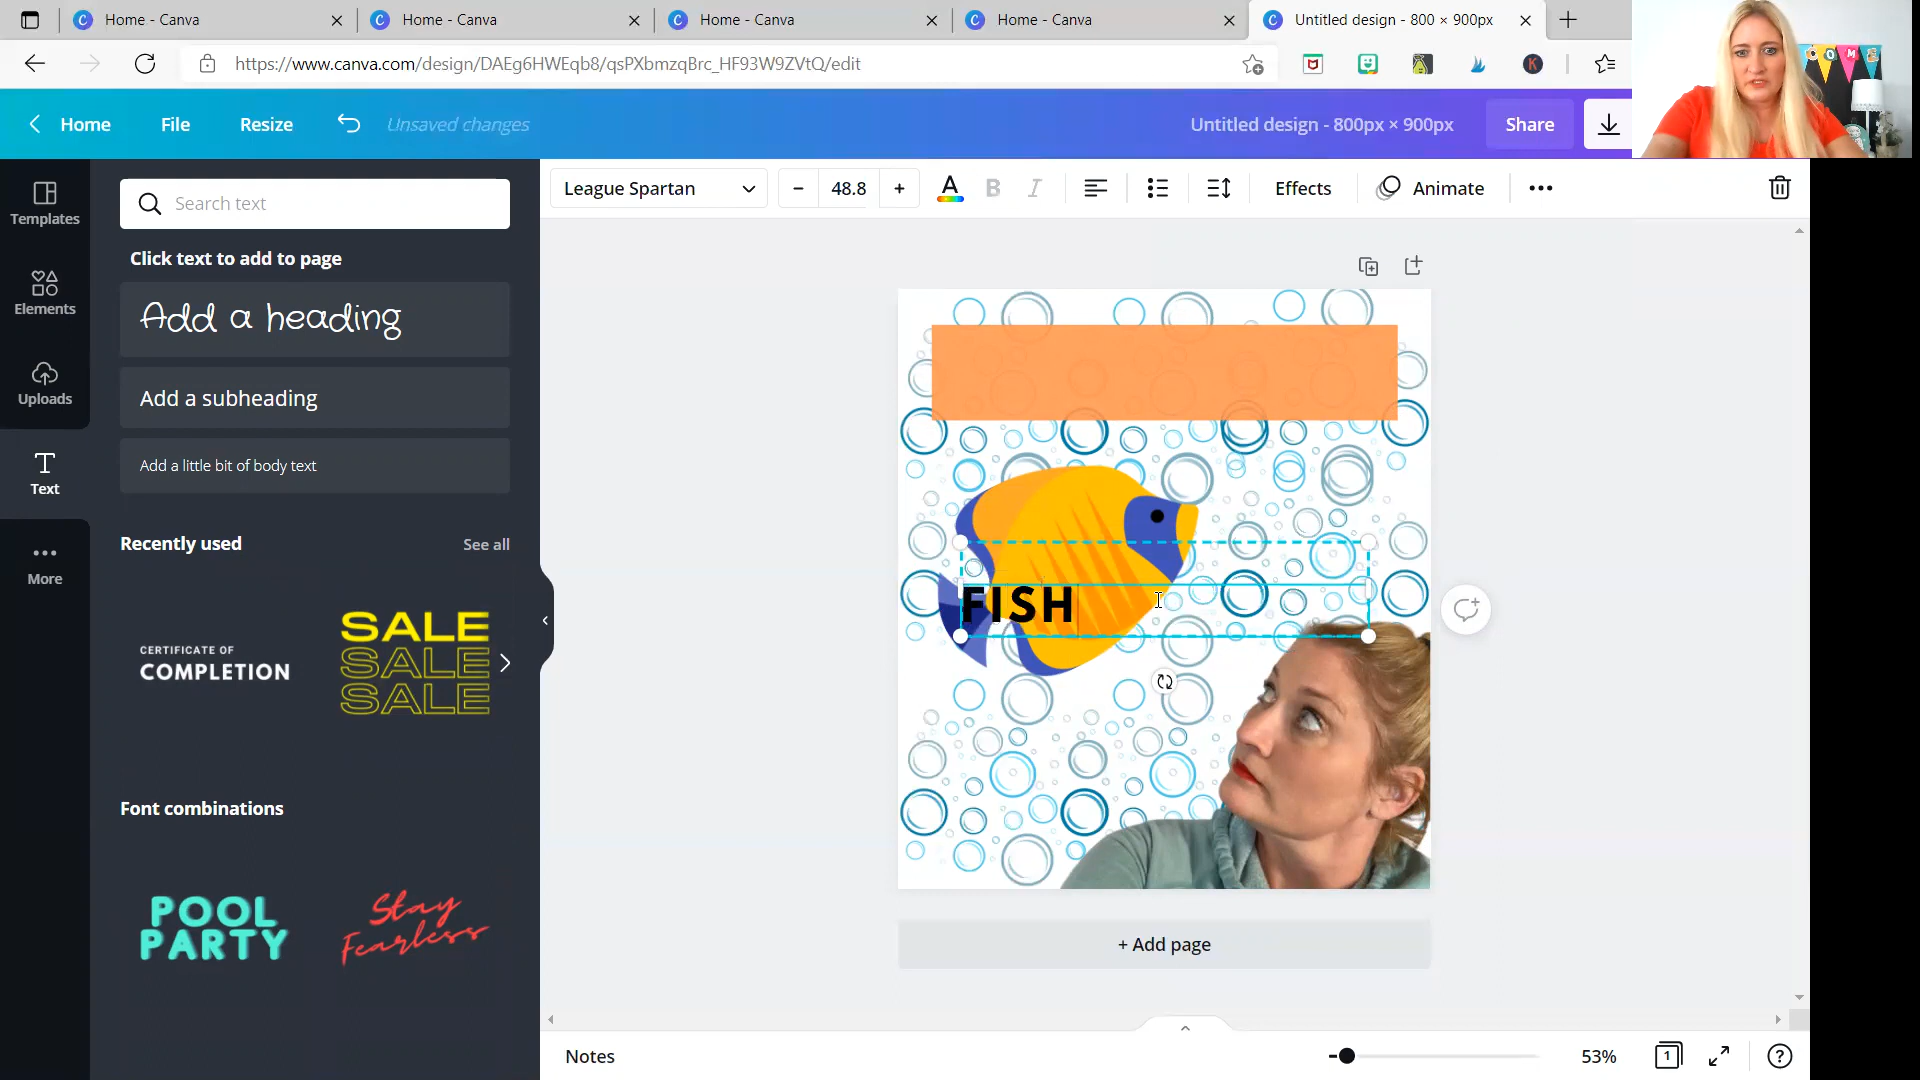 Home - Canva
Home - Canva
Home - Canva
Home - Canva
Untitled design - 800 × 900px
https://www.canva.com/design/DAEg6HWEqb8/qsPXbmzqBrc_HF93W9ZVtQ/edit
Home
File
Resize
Unsaved changes
Untitled design - 800px × 900px
Share
Templates
Elements
Uploads
Text
More
Search text
Click text to add to page
Add a heading
Add a subheading
Add a little bit of body text
Recently used
See all
CERTIFICATE OF
COMPLETION
SALE
SALE
SALE
Font combinations
POOL
PARTY
Stay
Fearless
League Spartan
48.8
A
B
I
Effects
Animate
FISH
+ Add page
Notes
53%
1